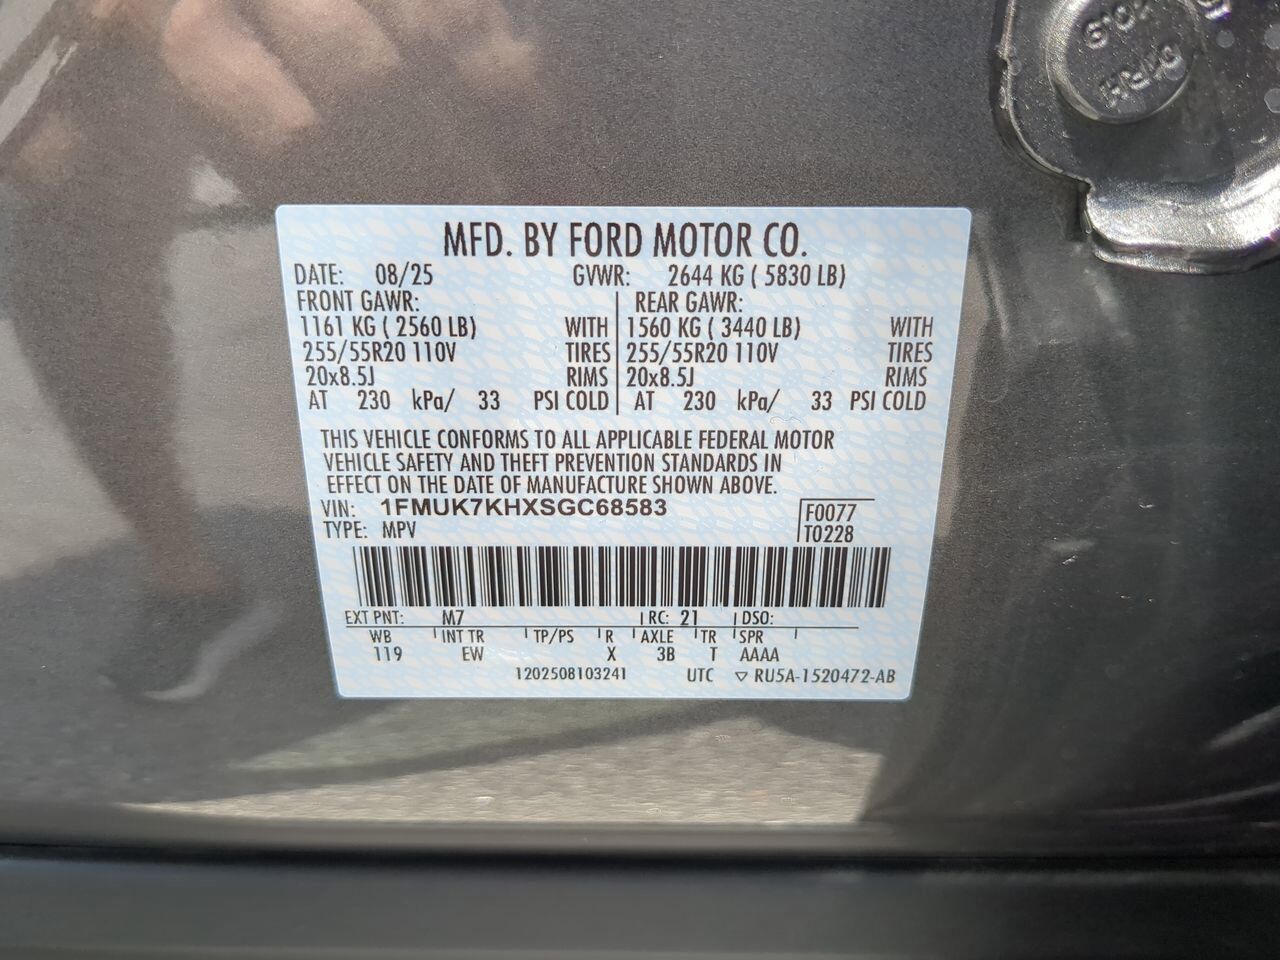 MFD. BY FORD MOTOR CO.
DATE: 08/25 GVWR: 2644 KG ( 5830 LB)
FRONT GAWR: REAR GAWR:
1161 KG ( 2560 LB) WITH 1560 KG ( 3440 LB) WITH
255/55R20 110V TIRES 255/55R20 110V TIRES
20x8.5J RIMS 20x8.5J RIMS
AT 230 kPa/ 33 PSI COLD AT 230 kPa/ 33 PSI COLD
THIS VEHICLE CONFORMS TO ALL APPLICABLE FEDERAL MOTOR
VEHICLE SAFETY AND THEFT PREVENTION STANDARDS IN
EFFECT ON THE DATE OF MANUFACTURE SHOWN ABOVE.
VIN: 1FMUK7KHXSGC68583 F0077
TYPE: MPV T0228
EXT PNT: M7 RC: 21 DSO:
WB INT TR TP/PS R AXLE TR SPR
119 EW X 3B T AAAA
1202508103241 UTC ▽ RU5A-1520472-AB